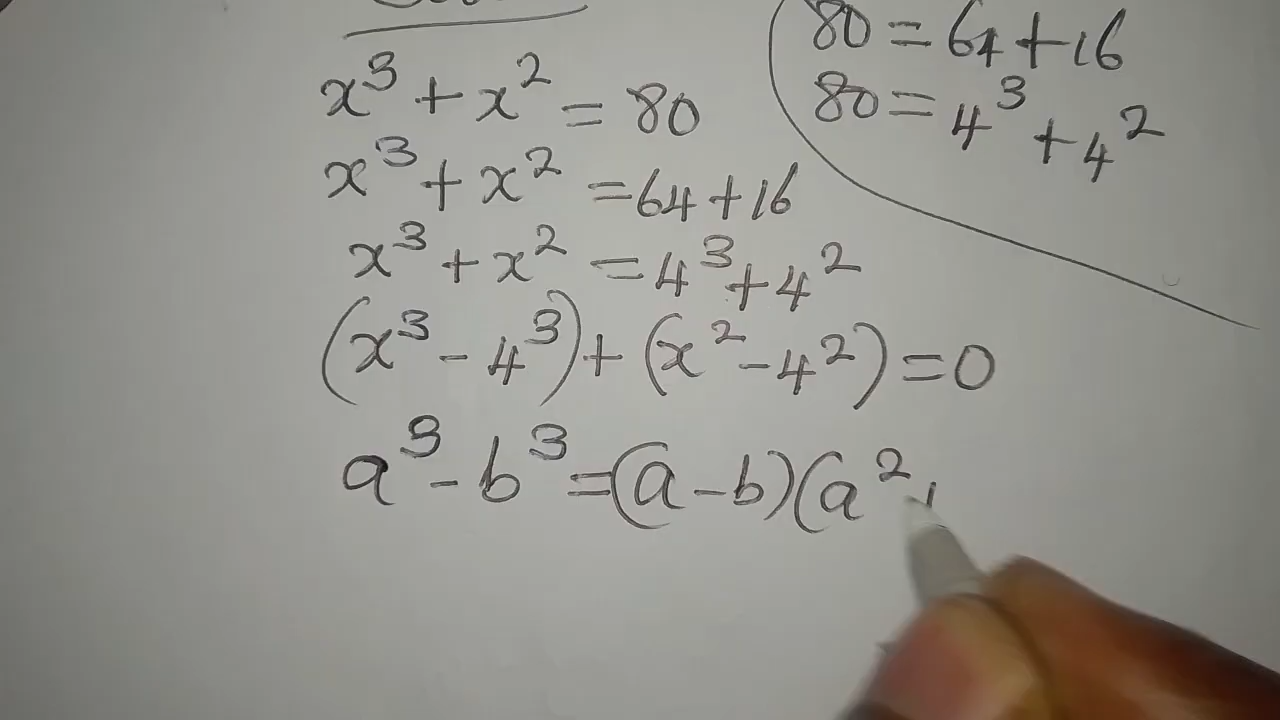 80 = 64 + 16
80 = 4³ + 4²
x³ + x² = 80
x³ + x² = 64 + 16
x³ + x² = 4³ + 4²
(x³ - 4³) + (x² - 4²) = 0
a³ - b³ = (a - b)(a²